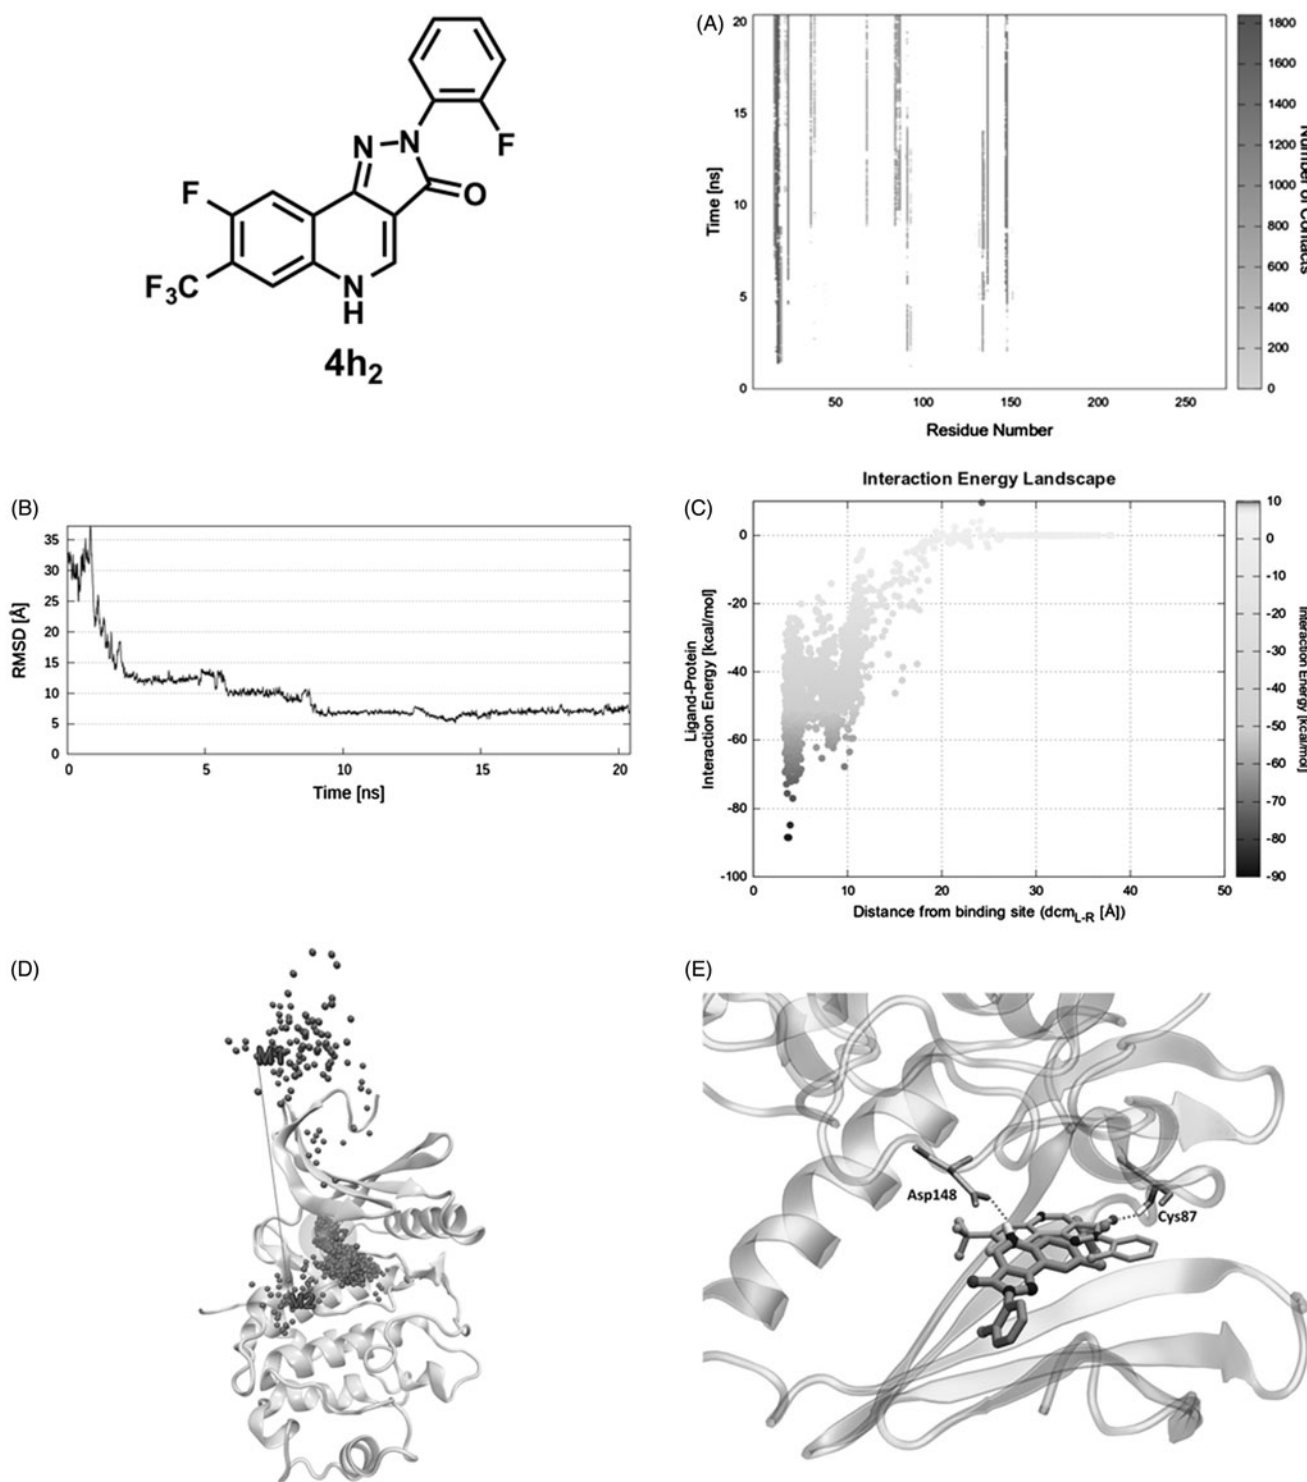 F
N
N
F
O
F
F₃C
N
H
4h₂
(A)
20
15
10
5
0
Time [ns]
50
100
150
200
250
Residue Number
1800
1600
1400
1200
1000
800
600
400
200
0
Number of Contacts
(B)
35
30
25
20
15
10
5
0
RMSD [Å]
0
5
10
15
20
Time [ns]
(C)
Interaction Energy Landscape
0
-20
-40
-60
-80
-100
Ligand-Protein
Interaction Energy [kcal/mol]
0
10
20
30
40
50
Distance from binding site (dcm_L-R [Å])
10
0
-10
-20
-30
-40
-50
-60
-70
-80
-90
Interaction Energy [kcal/mol]
(D)
M1
M2
(E)
Asp148
Cys87